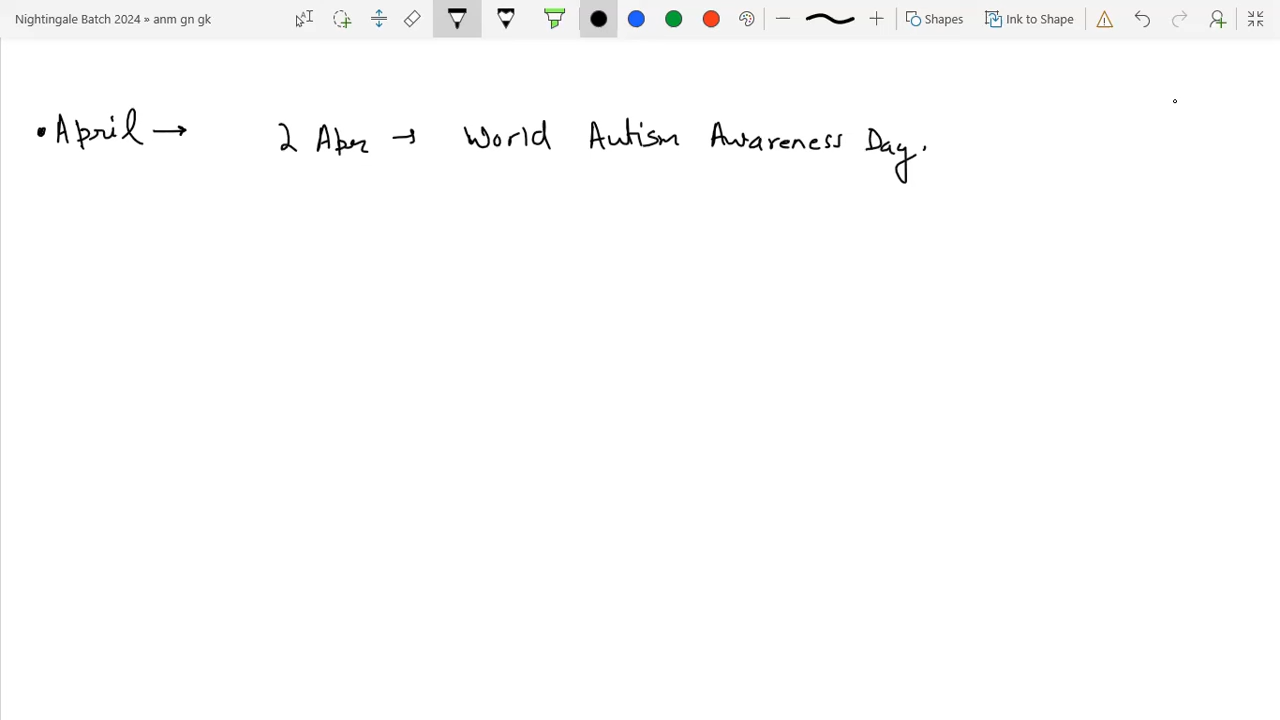 Nightingale Batch 2024 » anm gn gk
Shapes
Ink to Shape
• April → 2 Apr → World Autism Awareness Day.